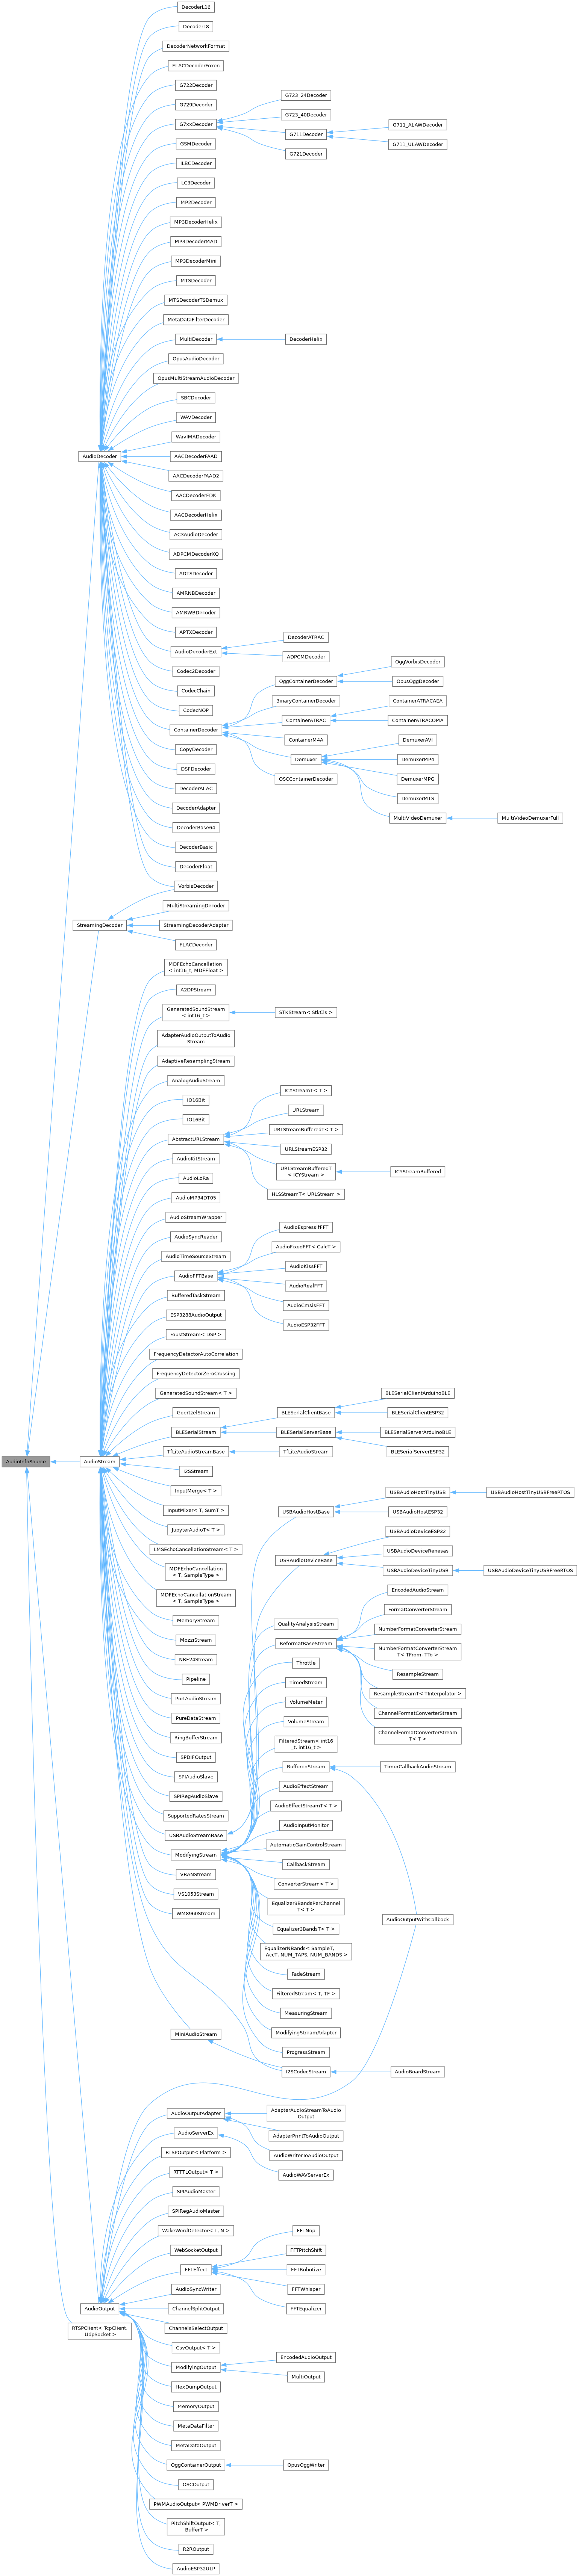 DecoderL16
DecoderL8
DecoderNetworkFormat
FLACDecoderFoxen
G722Decoder
G729Decoder
G7xxDecoder
G723_24Decoder
G723_40Decoder
G711Decoder
G721Decoder
G711_ALAWDecoder
G711_ULAWDecoder
GSMDecoder
ILBCDecoder
LC3Decoder
MP2Decoder
MP3DecoderHelix
MP3DecoderMAD
MP3DecoderMini
MTSDecoder
MTSDecoderTSDemux
MetaDataFilterDecoder
MultiDecoder
DecoderHelix
OpusAudioDecoder
OpusMultiStreamAudioDecoder
SBCDecoder
WAVDecoder
WavIMADecoder
AudioDecoder
AACDecoderFAAD
AACDecoderFAAD2
AACDecoderFDK
AACDecoderHelix
AC3AudioDecoder
ADPCMDecoderXQ
ADTSDecoder
AMRNBDecoder
AMRWBDecoder
APTXDecoder
AudioDecoderExt
DecoderATRAC
ADPCMDecoder
Codec2Decoder
CodecChain
CodecNOP
ContainerDecoder
OggContainerDecoder
OggVorbisDecoder
OpusOggDecoder
BinaryContainerDecoder
ContainerATRAC
ContainerATRACAEA
ContainerATRACOMA
ContainerM4A
Demuxer
DemuxerAVI
DemuxerMP4
DemuxerMPG
DemuxerMTS
MultiVideoDemuxer
MultiVideoDemuxerFull
OSCContainerDecoder
CopyDecoder
DSFDecoder
DecoderALAC
DecoderAdapter
DecoderBase64
DecoderBasic
DecoderFloat
VorbisDecoder
StreamingDecoder
MultiStreamingDecoder
StreamingDecoderAdapter
FLACDecoder
MDFEchoCancellation
< int16_t, MDFFloat >
A2DPStream
GeneratedSoundStream
< int16_t >
STKStream< StkCls >
AdapterAudioOutputToAudio
Stream
AdaptiveResamplingStream
AnalogAudioStream
IO16Bit
IO16Bit
AbstractURLStream
ICYStreamT< T >
URLStream
URLStreamBufferedT< T >
URLStreamESP32
URLStreamBufferedT
< ICYStream >
ICYStreamBuffered
HLSStreamT< URLStream >
AudioKitStream
AudioLoRa
AudioMP34DT05
AudioStreamWrapper
AudioSyncReader
AudioTimeSourceStream
AudioFFTBase
AudioEspressifFFT
AudioFixedFFT< CalcT >
AudioKissFFT
AudioRealFFT
AudioCmsisFFT
AudioESP32FFT
BufferedTaskStream
ESP3288AudioOutput
FaustStream< DSP >
FrequencyDetectorAutoCorrelation
FrequencyDetectorZeroCrossing
GeneratedSoundStream< T >
GoertzelStream
BLESerialStream
BLESerialClientBase
BLESerialClientArduinoBLE
BLESerialClientESP32
BLESerialServerBase
BLESerialServerArduinoBLE
BLESerialServerESP32
TfLiteAudioStreamBase
TfLiteAudioStream
AudioInfoSource
AudioStream
I2SStream
InputMerge< T >
InputMixer< T, SumT >
JupyterAudioT< T >
LMSEchoCancellationStream< T >
MDFEchoCancellation
< T, SampleType >
MDFEchoCancellationStream
< T, SampleType >
MemoryStream
MozziStream
NRF24Stream
Pipeline
PortAudioStream
PureDataStream
RingBufferStream
SPDIFOutput
SPIAudioSlave
SPIRegAudioSlave
SupportedRatesStream
USBAudioStreamBase
USBAudioHostBase
USBAudioHostTinyUSB
USBAudioHostTinyUSBFreeRTOS
USBAudioHostESP32
USBAudioDeviceBase
USBAudioDeviceESP32
USBAudioDeviceRenesas
USBAudioDeviceTinyUSB
USBAudioDeviceTinyUSBFreeRTOS
ModifyingStream
QualityAnalysisStream
ReformatBaseStream
EncodedAudioStream
FormatConverterStream
NumberFormatConverterStream
NumberFormatConverterStream
T< TFrom, TTo >
ResampleStream
ResampleStreamT< TInterpolator >
ChannelFormatConverterStream
ChannelFormatConverterStream
T< T >
Throttle
TimedStream
VolumeMeter
VolumeStream
FilteredStream< int16
_t, int16_t >
BufferedStream
TimerCallbackAudioStream
AudioEffectStream
AudioEffectStreamT< T >
AudioInputMonitor
AutomaticGainControlStream
CallbackStream
ConverterStream< T >
Equalizer3BandsPerChannel
T< T >
Equalizer3BandsT< T >
EqualizerNBands< SampleT,
AccT, NUM_TAPS, NUM_BANDS >
FadeStream
FilteredStream< T, TF >
MeasuringStream
ModifyingStreamAdapter
ProgressStream
I2SCodecStream
AudioBoardStream
AudioOutputWithCallback
VBANStream
VS1053Stream
WM8960Stream
MiniAudioStream
AudioOutputAdapter
AdapterAudioStreamToAudio
Output
AdapterPrintToAudioOutput
AudioWriterToAudioOutput
AudioServerEx
AudioWAVServerEx
RTSPOutput< Platform >
RTTTLOutput< T >
SPIAudioMaster
SPIRegAudioMaster
WakeWordDetector< T, N >
WebSocketOutput
FFTEffect
FFTNop
FFTPitchShift
FFTRobotize
FFTWhisper
FFTEqualizer
AudioSyncWriter
AudioOutput
ChannelSplitOutput
ChannelsSelectOutput
RTSPClient< TcpClient,
UdpSocket >
CsvOutput< T >
ModifyingOutput
EncodedAudioOutput
MultiOutput
HexDumpOutput
MemoryOutput
MetaDataFilter
MetaDataOutput
OggContainerOutput
OpusOggWriter
OSCOutput
PWMAudioOutput< PWMDriverT >
PitchShiftOutput< T,
BufferT >
R2ROutput
AudioESP32ULP